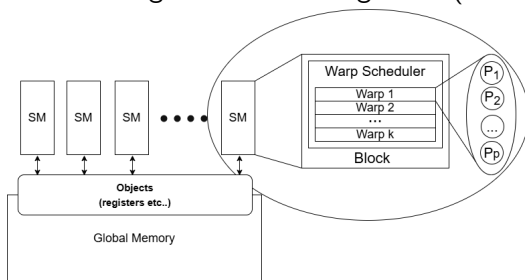 SM
SM
SM
SM
Warp Scheduler
Warp 1
Warp 2
...
Warp k
Block
P1
P2
...
Pp
Objects
(registers etc..)
Global Memory